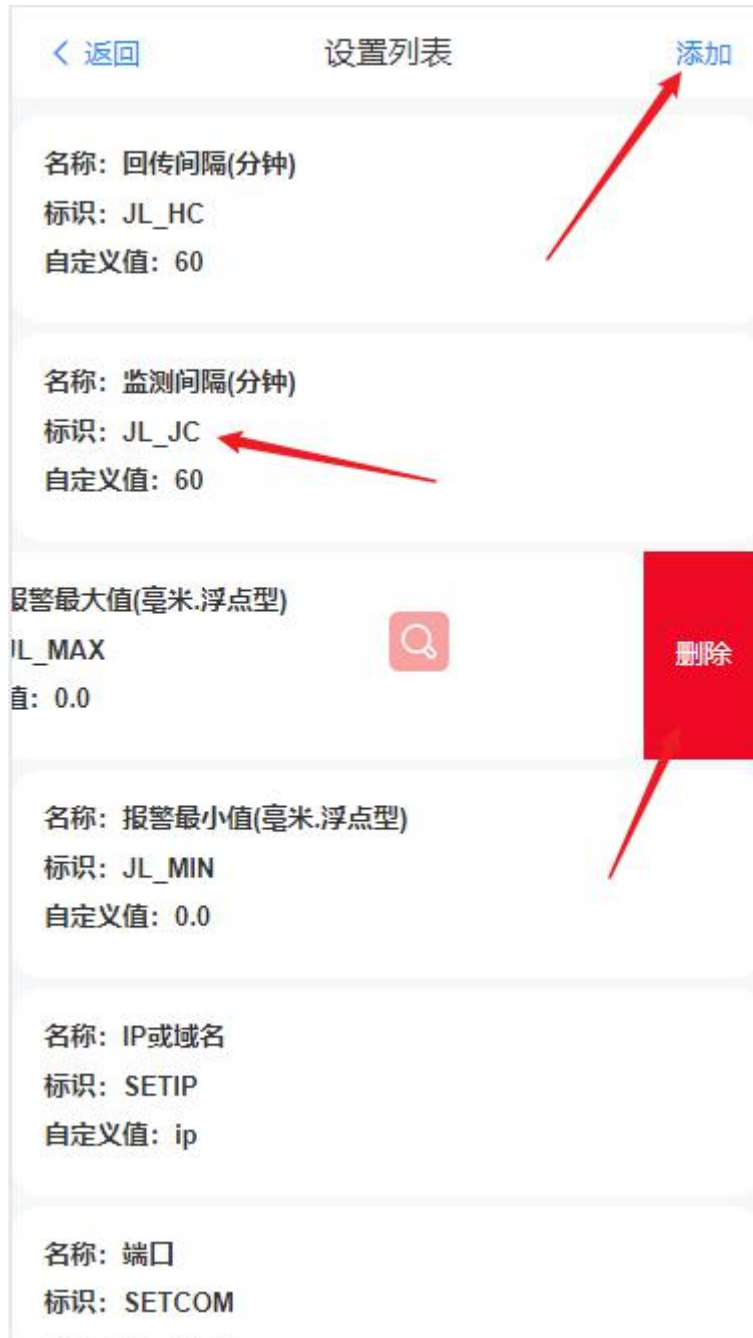 返回
设置列表
添加
名称：回传间隔(分钟)
标识：JL_HC
自定义值：60
名称：监测间隔(分钟)
标识：JL_JC
自定义值：60
报警最大值(毫米.浮点型)
JL_MAX
值：0.0
删除
名称：报警最小值(毫米.浮点型)
标识：JL_MIN
自定义值：0.0
名称：IP或域名
标识：SETIP
自定义值：ip
名称：端口
标识：SETCOM